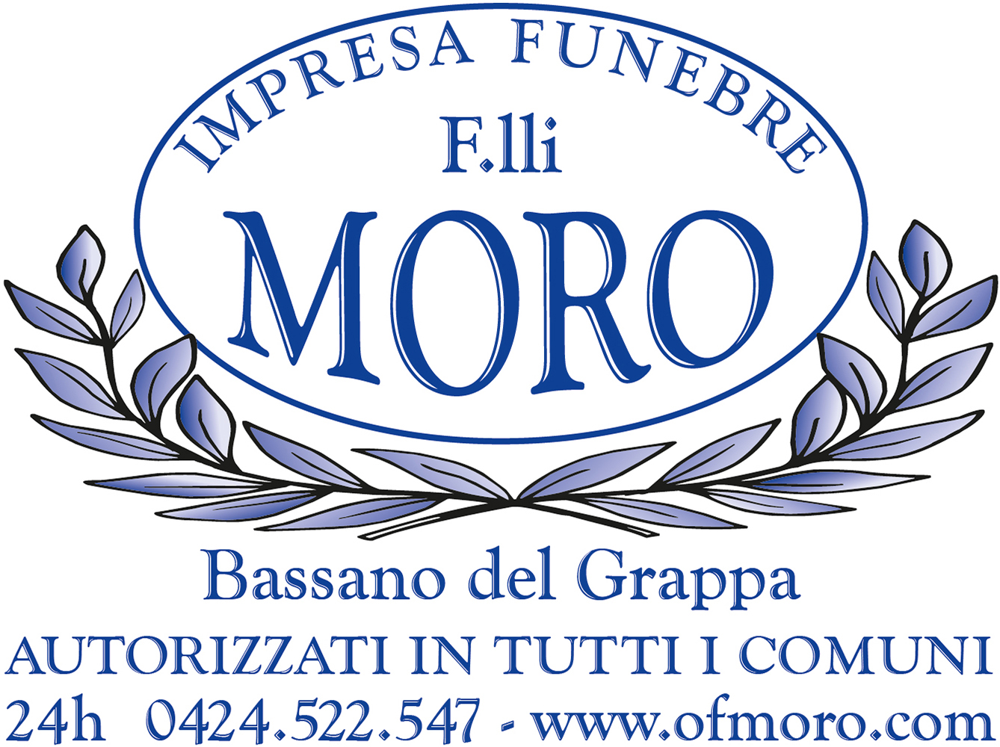 IMPRESA FUNEBRE
F.lli
MORO
Bassano del Grappa
AUTORIZZATI IN TUTTI I COMUNI
24h 0424.522.547 - www.ofmoro.com